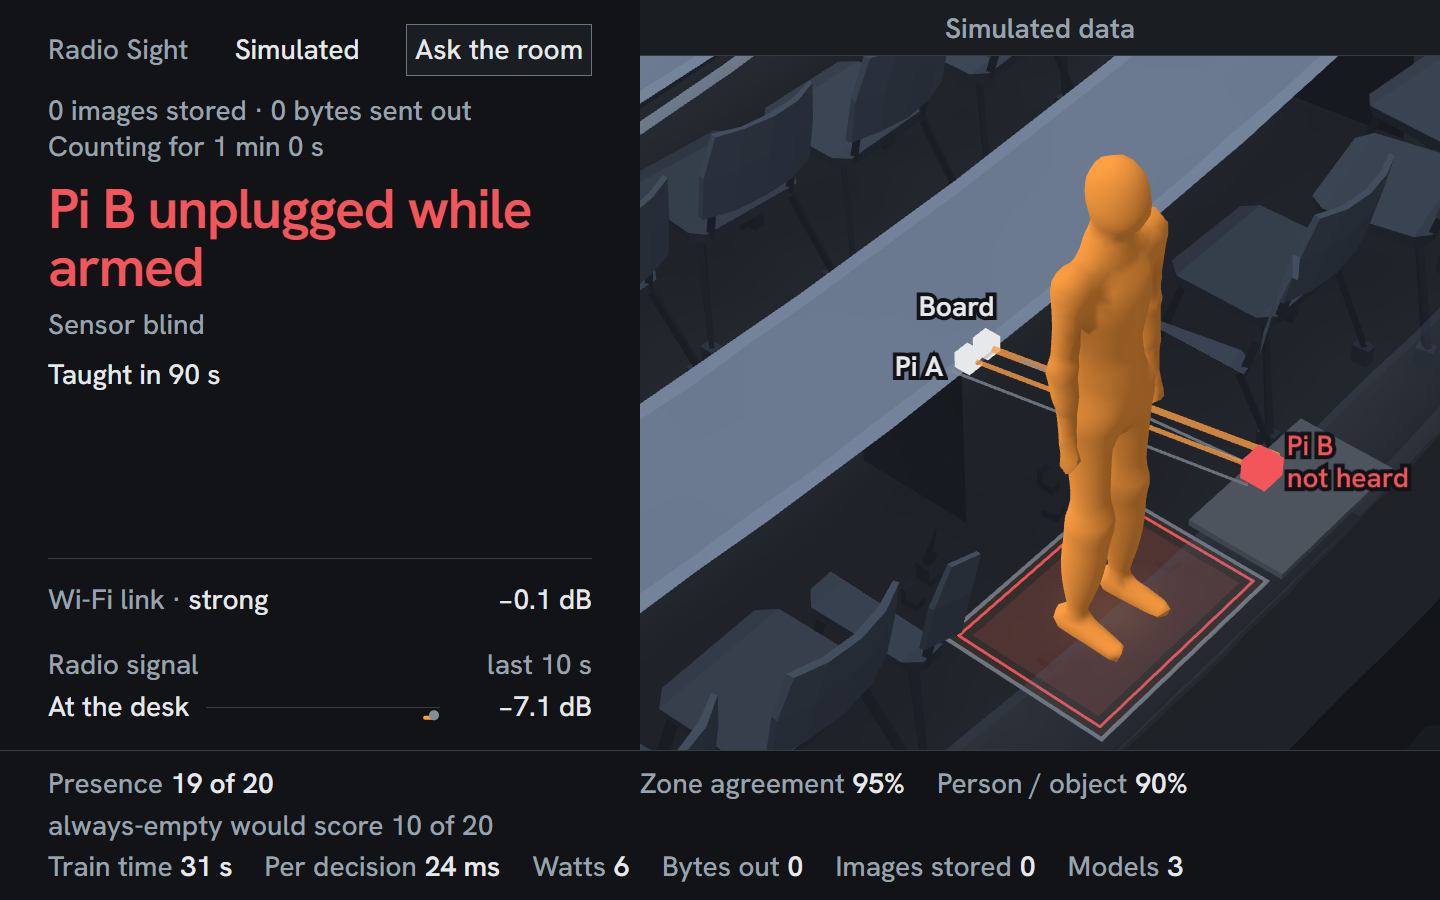 Radio Sight Simulated Ask the room
0 images stored · 0 bytes sent out
Counting for 1 min 0 s
Pi B unplugged while
armed
Sensor blind
Taught in 90 s
Wi-Fi link · strong −0.1 dB
Radio signal last 10 s
At the desk −7.1 dB
Simulated data
Board
Pi A
Pi B
not heard
Presence 19 of 20 Zone agreement 95% Person / object 90%
always-empty would score 10 of 20
Train time 31 s Per decision 24 ms Watts 6 Bytes out 0 Images stored 0 Models 3